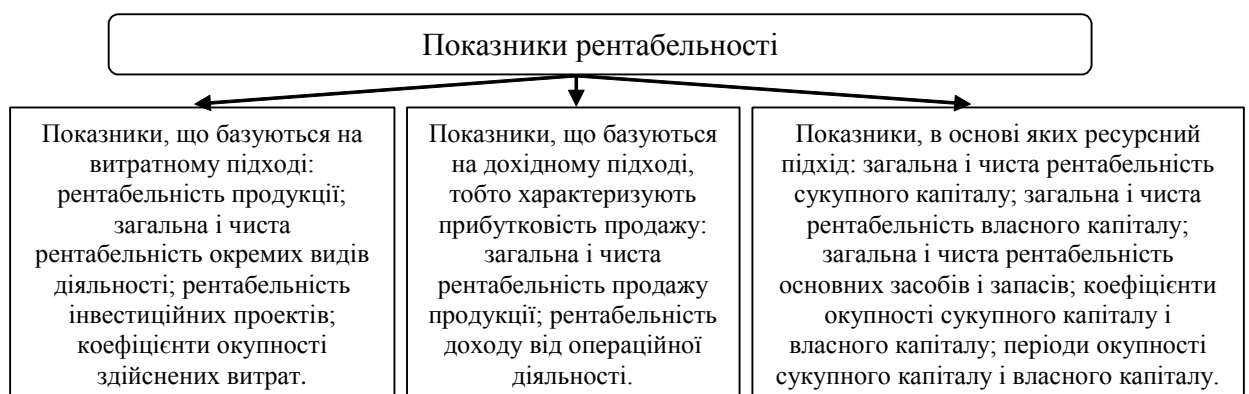 Показники рентабельності
Показники, що базуються на
витратному підході:
рентабельність продукції;
загальна і чиста
рентабельність окремих видів
діяльності; рентабельність
інвестиційних проектів;
коефіцієнти окупності
здійснених витрат.
Показники, що базуються
на дохідному підході,
тобто характеризують
прибутковість продажу:
загальна і чиста
рентабельність продажу
продукції; рентабельність
доходу від операційної
діяльності.
Показники, в основі яких ресурсний
підхід: загальна і чиста рентабельність
сукупного капіталу; загальна і чиста
рентабельність власного капіталу;
загальна і чиста рентабельність
основних засобів і запасів; коефіцієнти
окупності сукупного капіталу і
власного капіталу; періоди окупності
сукупного капіталу і власного капіталу.